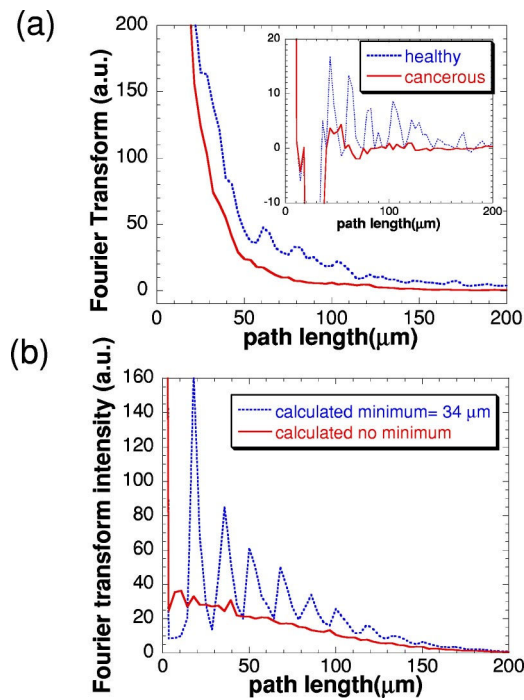 (a)
Fourier Transform (a.u.)
200
150
100
50
0
0 50 100 150 200
path length(μm)
20
10
0
-10
0 50 100 150 200
path length(μm)
healthy
cancerous
(b)
Fourier transform intensity (a.u.)
160
140
120
100
80
60
40
20
0
0 50 100 150 200
path length(μm)
calculated minimum= 34 μm
calculated no minimum